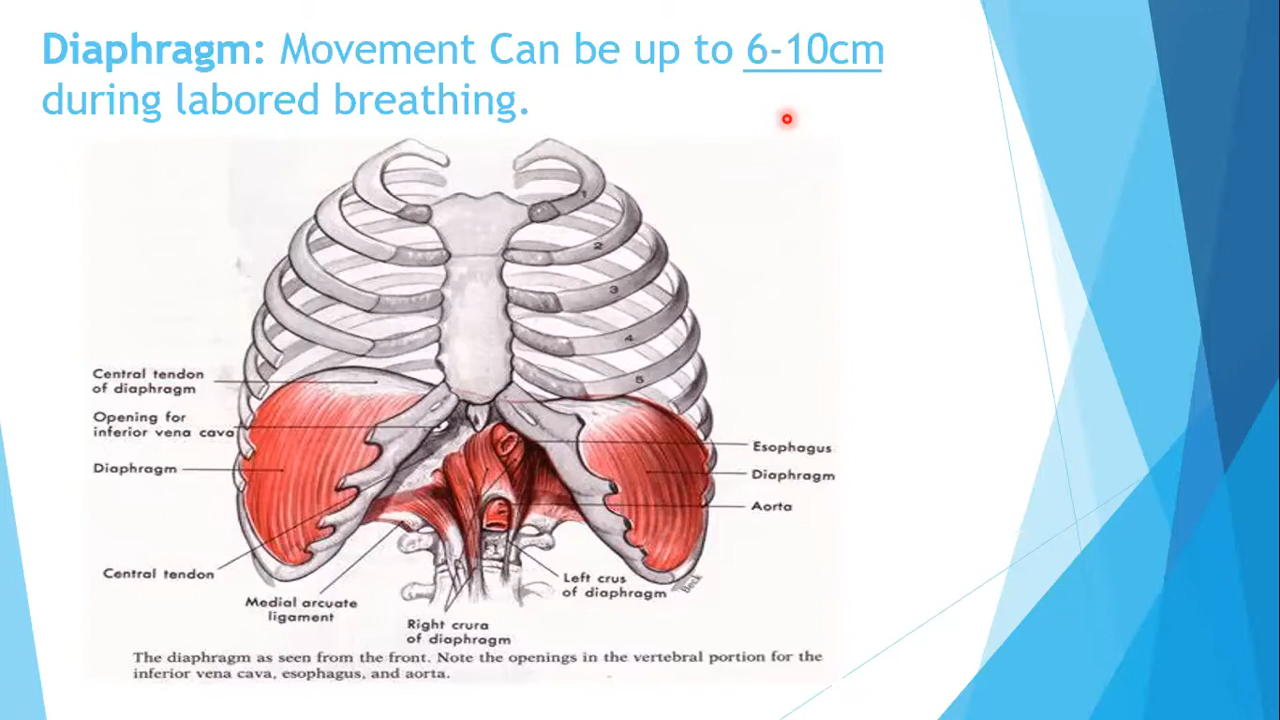 Diaphragm: Movement Can be up to 6-10cm
during labored breathing.
1
2
3
4
5
Central tendon
of diaphragm
Opening for
inferior vena cava
Diaphragm
Esophagus
Diaphragm
Aorta
Central tendon
Medial arcuate
ligament
Right crura
of diaphragm
Left crus
of diaphragm
Beck
The diaphragm as seen from the front. Note the openings in the vertebral portion for the
inferior vena cava, esophagus, and aorta.